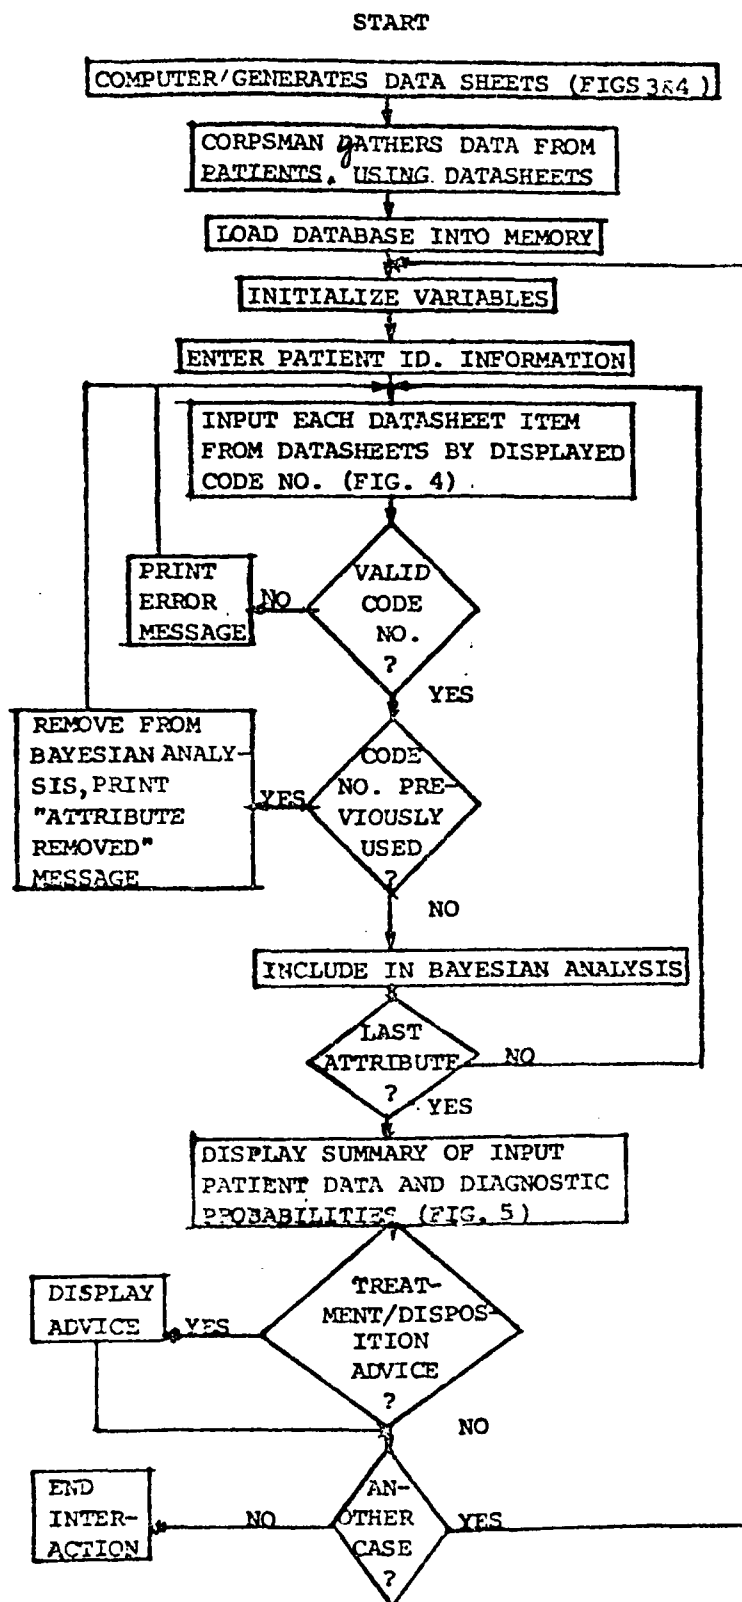 START
COMPUTER/GENERATES DATA SHEETS (FIGS 3&4)
CORPSMAN gATHERS DATA FROM
PATIENTS. USING DATASHEETS
LOAD DATABASE INTO MEMORY
INITIALIZE VARIABLES
ENTER PATIENT ID. INFORMATION
INPUT EACH DATASHEET ITEM
FROM DATASHEETS BY DISPLAYED
CODE NO. (FIG. 4)
VALID
CODE
NO.
?
NO
PRINT
ERROR
MESSAGE
YES
CODE
NO. PRE-
VIOUSLY
USED
?
YES
REMOVE FROM
BAYESIAN ANALY-
SIS, PRINT
"ATTRIBUTE
REMOVED"
MESSAGE
NO
INCLUDE IN BAYESIAN ANALYSIS
LAST
ATTRIBUTE
?
NO
YES
DISPLAY SUMMARY OF INPUT
PATIENT DATA AND DIAGNOSTIC
PROBABILITIES (FIG. 5)
TREAT-
MENT/DISPOS-
ITION
ADVICE
?
YES
DISPLAY
ADVICE
NO
AN-
OTHER
CASE
?
YES
NO
END
INTER-
ACTION